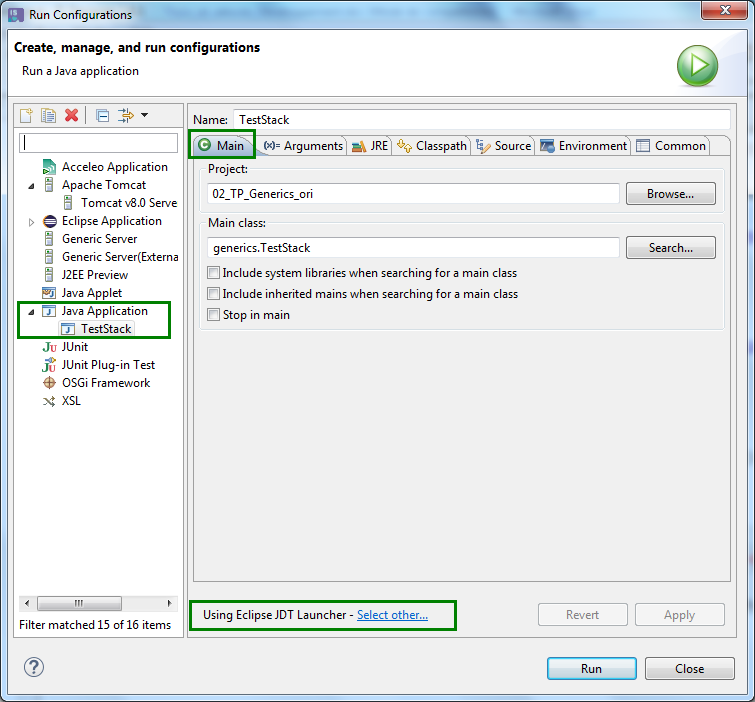 Run Configurations
Create, manage, and run configurations
Run a Java application
Name: TestStack
Main (x)= Arguments JRE Classpath Source Environment Common
Acceleo Application
Apache Tomcat
Tomcat v8.0 Serve
Eclipse Application
Generic Server
Generic Server(Externa
J2EE Preview
Java Applet
Java Application
TestStack
JUnit
JUnit Plug-in Test
OSGi Framework
XSL
Filter matched 15 of 16 items
Project:
02_TP_Generics_ori Browse...
Main class:
generics.TestStack Search...
Include system libraries when searching for a main class
Include inherited mains when searching for a main class
Stop in main
Using Eclipse JDT Launcher - Select other... Revert Apply
? Run Close